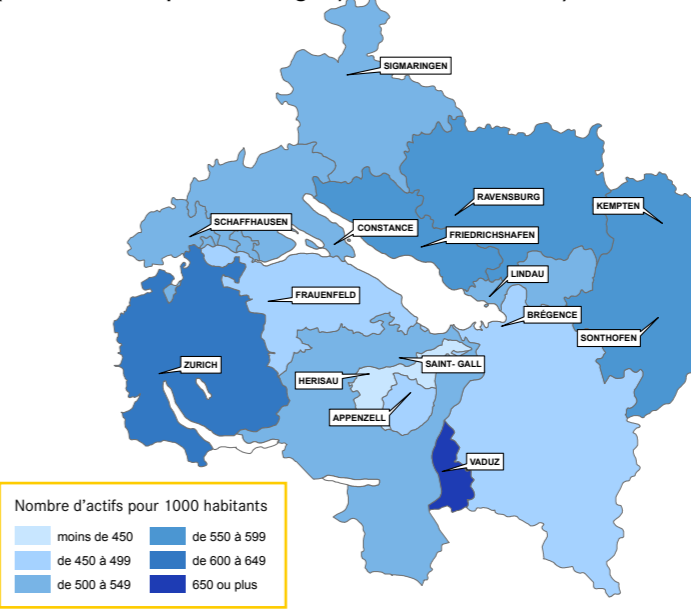 SIGMARINGEN
RAVENSBURG
KEMPTEN
SCHAFFHAUSEN
CONSTANCE
FRIEDRICHSHAFEN
LINDAU
FRAUENFELD
BRÉGENCE
SONTHOFEN
ZURICH
SAINT- GALL
HERISAU
APPENZELL
VADUZ
Nombre d'actifs pour 1000 habitants
moins de 450
de 550 à 599
de 450 à 499
de 600 à 649
de 500 à 549
650 ou plus